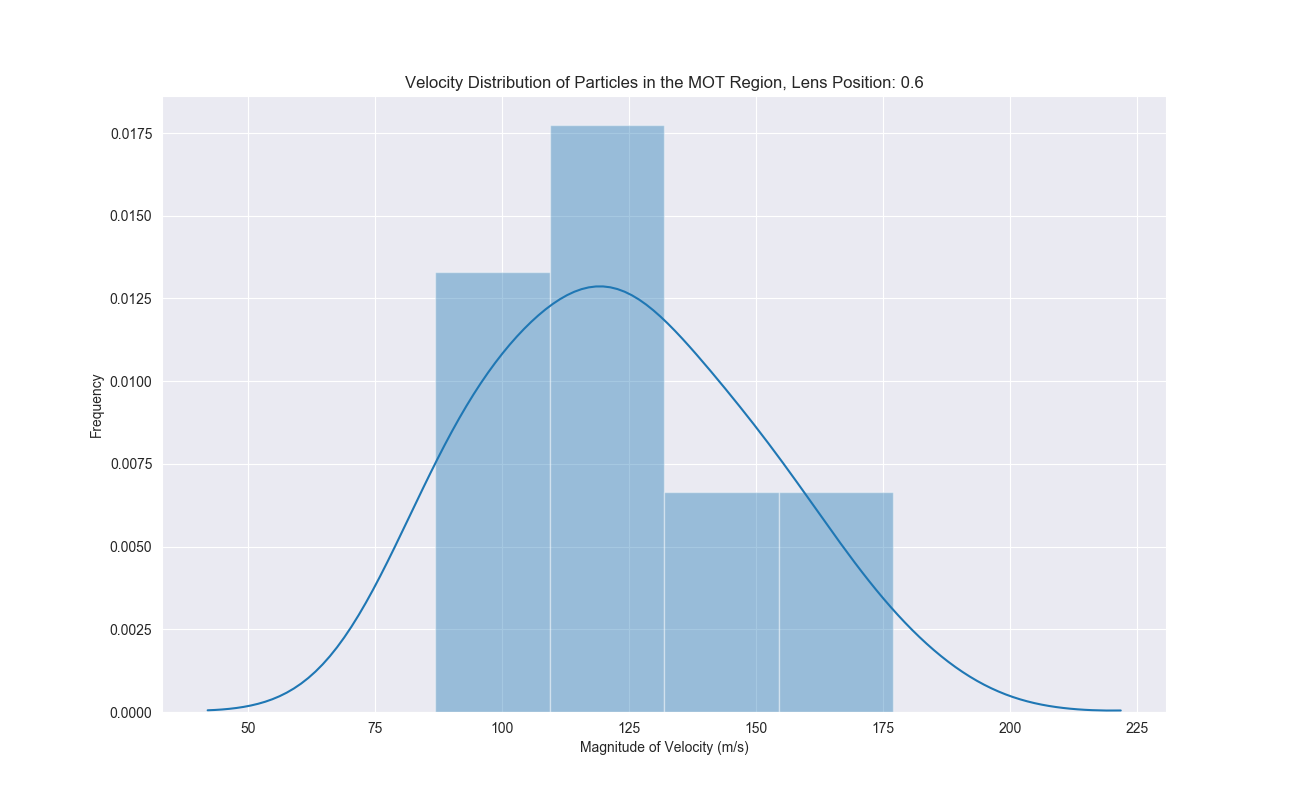 Velocity Distribution of Particles in the MOT Region, Lens Position: 0.6
0.0175
0.0150
0.0125
0.0100
0.0075
0.0050
0.0025
0.0000
Frequency
50 75 100 125 150 175 200 225
Magnitude of Velocity (m/s)